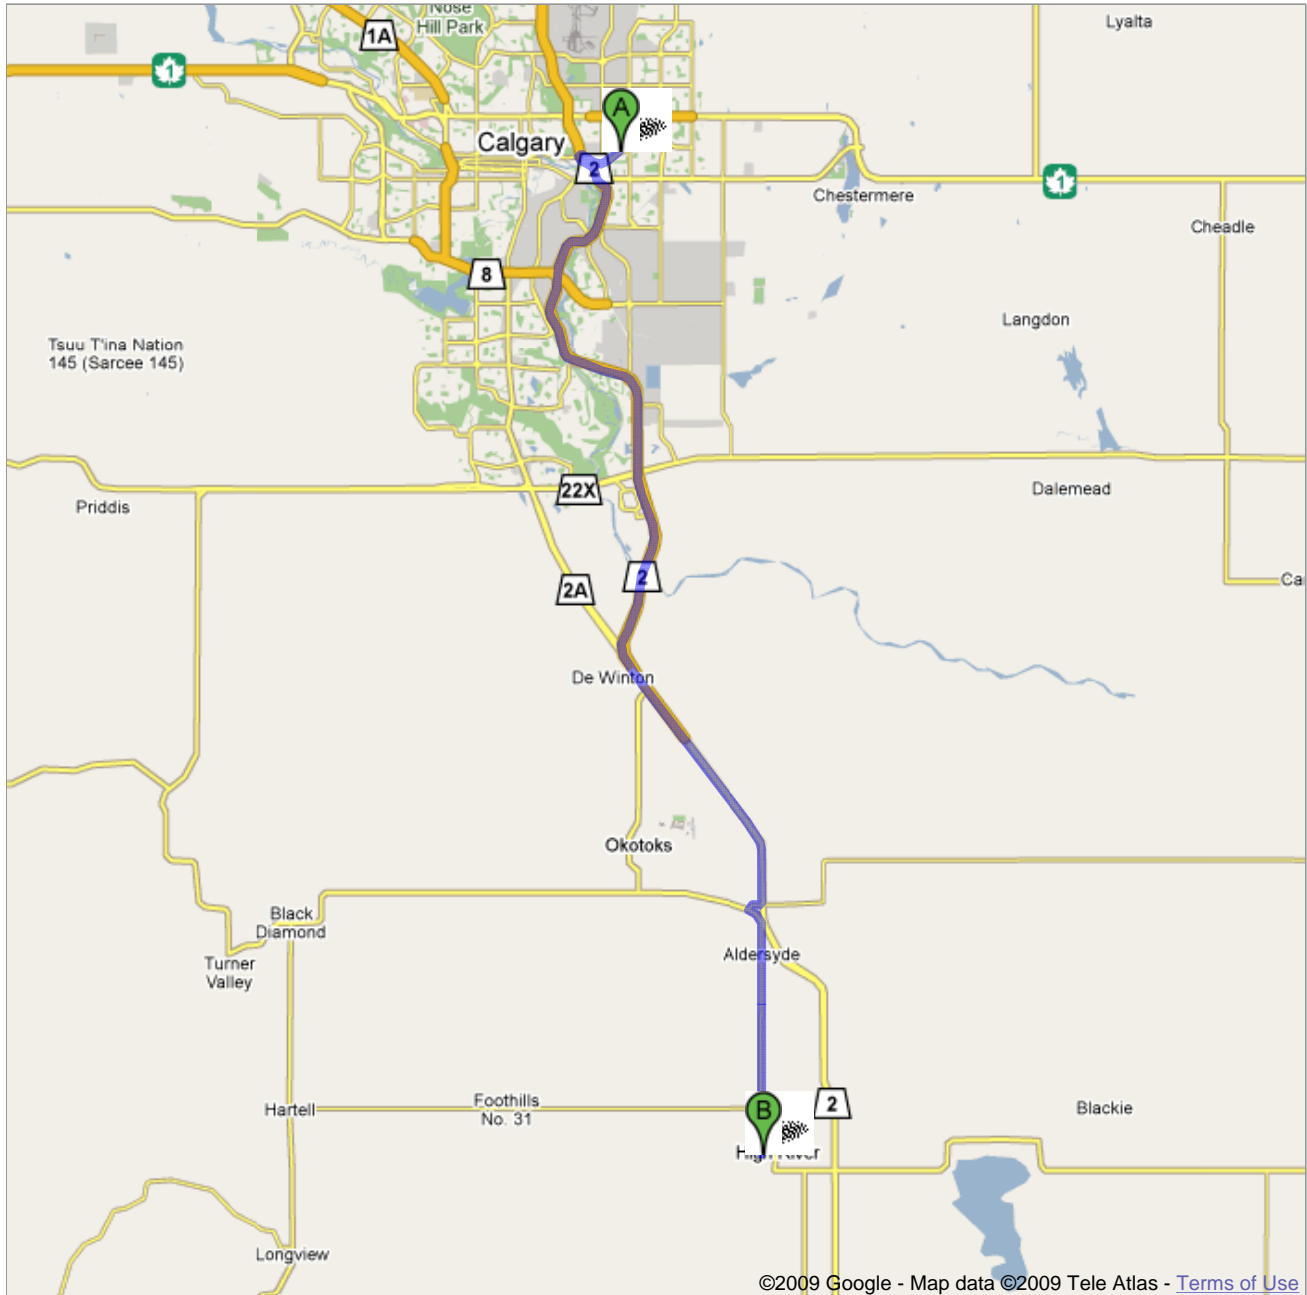 Nose
Hill Park
Lyalta
1A
1
A
Calgary
2
Chestermere
1
Cheadle
8
Langdon
Tsuu T'ina Nation
145 (Sarcee 145)
22X
Dalemead
Priddis
2
2A
Ca
De Winton
Okotoks
Black
Diamond
Turner
Valley
Aldersyde
Hartell
Foothills
No. 31
B
2
Blackie
High River
Longview
©2009 Google - Map data ©2009 Tele Atlas - Terms of Use